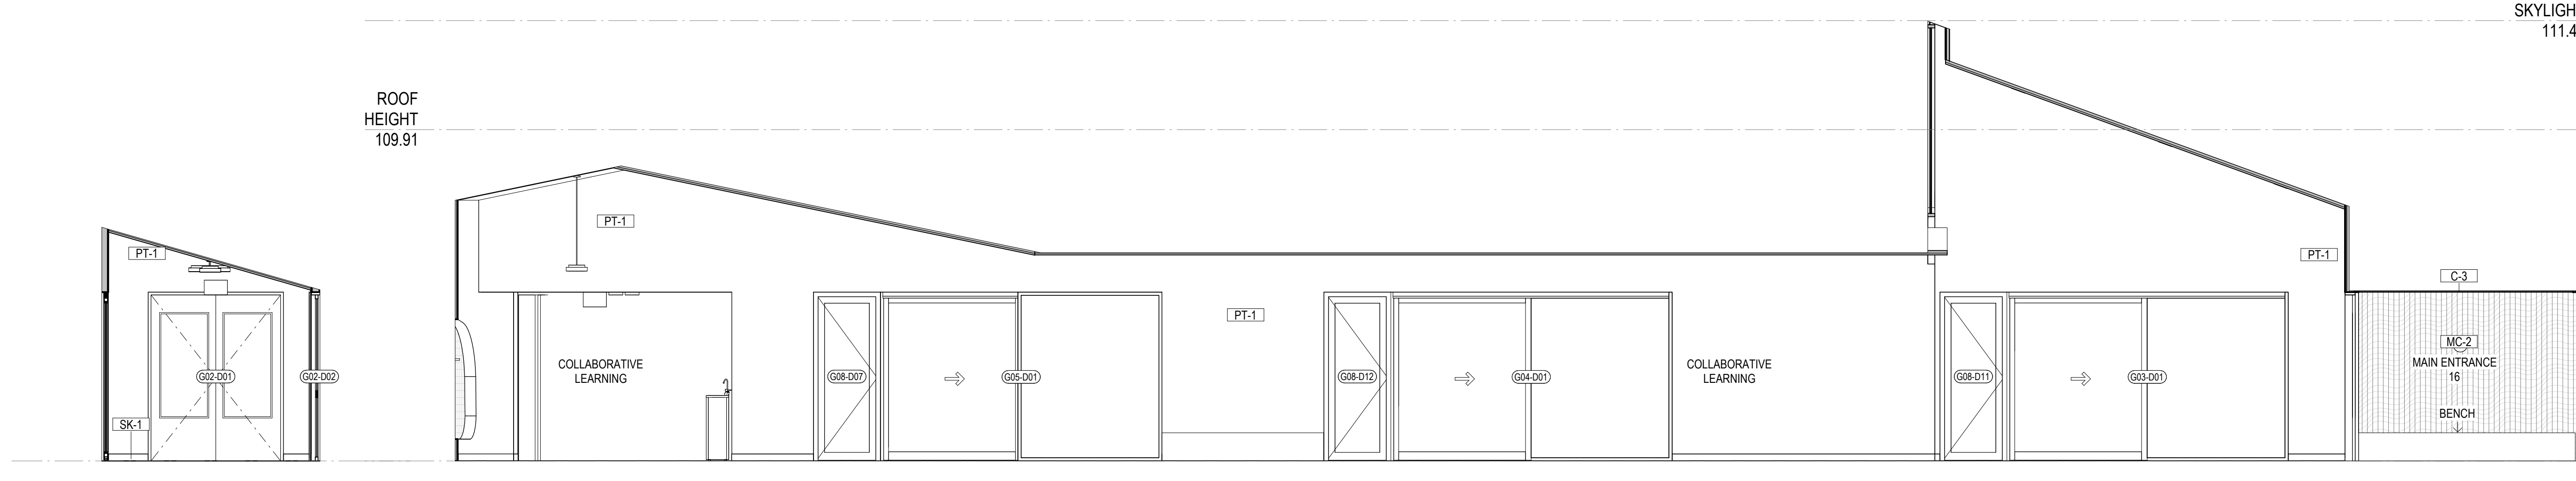 SKYLIGH
111.4
ROOF
HEIGHT
109.91
PT-1
SK-1
G02-D01
G02-D02
PT-1
COLLABORATIVE
LEARNING
G08-D07
G05-D01
PT-1
G08-D12
G04-D01
COLLABORATIVE
LEARNING
G08-D11
G03-D01
PT-1
C-3
MC-2
MAIN ENTRANCE
16
BENCH